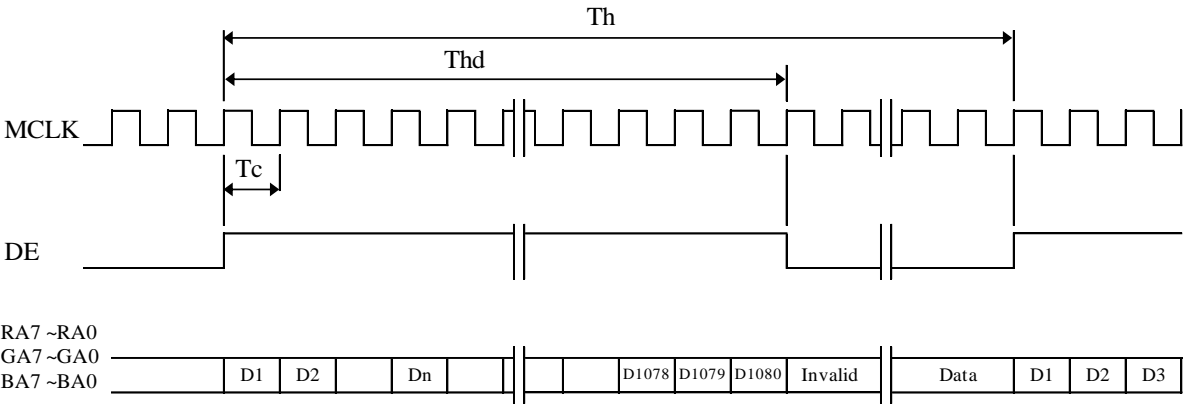 Th
Thd
MCLK
Tc
DE
RA7 ~RA0
GA7 ~GA0
BA7 ~BA0
D1 D2 Dn D1078 D1079 D1080 Invalid Data D1 D2 D3